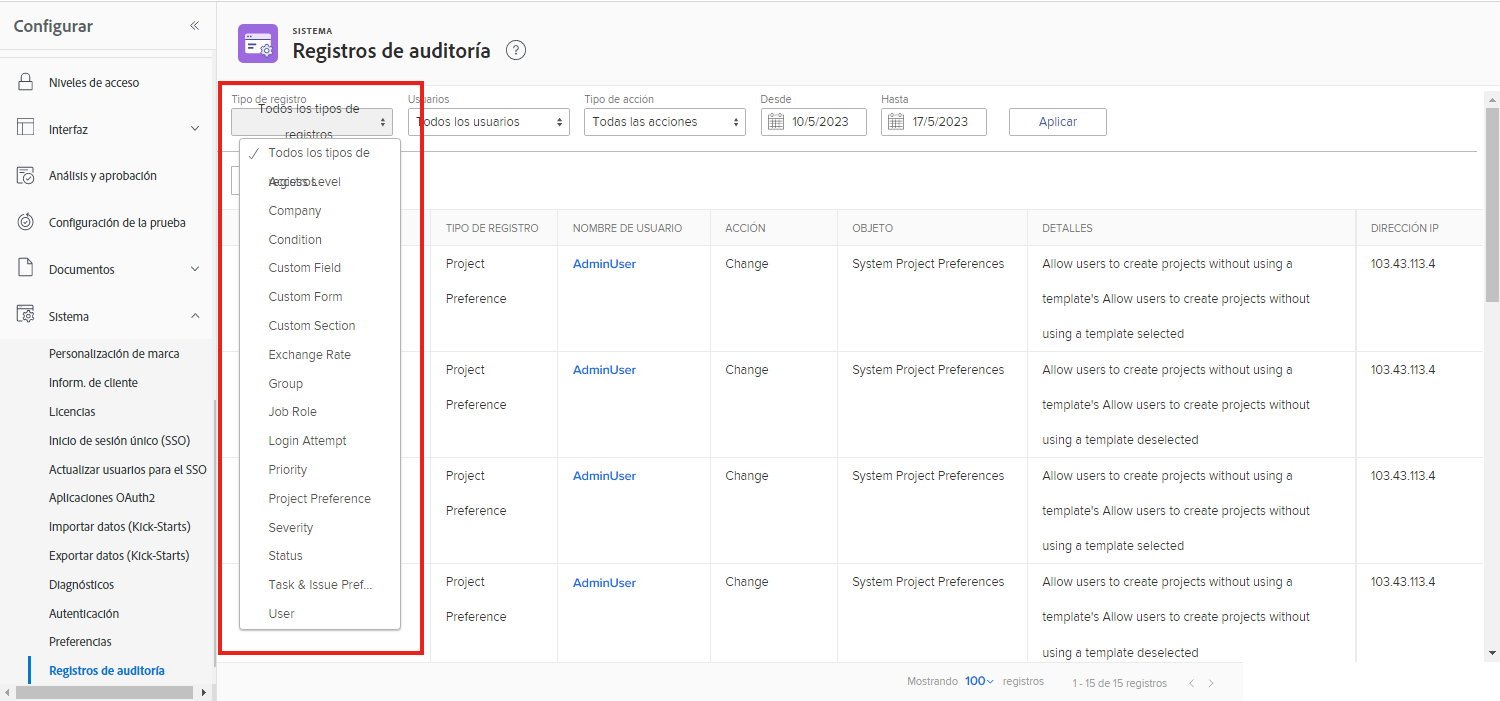 Configurar
Niveles de acceso
Interfaz
Análisis y aprobación
Configuración de la prueba
Documentos
Sistema
Personalización de marca
Inform. de cliente
Licencias
Inicio de sesión único (SSO)
Actualizar usuarios para el SSO
Aplicaciones OAuth2
Importar datos (Kick-Starts)
Exportar datos (Kick-Starts)
Diagnósticos
Autenticación
Preferencias
Registros de auditoría
SISTEMA
Registros de auditoría ?
Tipo de registro
Todos los tipos de
registros
Usuarios
Todos los usuarios
Tipo de acción
Todas las acciones
Desde
10/5/2023
Hasta
17/5/2023
Aplicar
Todos los tipos de
registros
Access Level
Company
Condition
Custom Field
Custom Form
Custom Section
Exchange Rate
Group
Job Role
Login Attempt
Priority
Project Preference
Severity
Status
Task & Issue Pref...
User
TIPO DE REGISTRO NOMBRE DE USUARIO ACCIÓN OBJETO DETALLES DIRECCIÓN IP
Project AdminUser Change System Project Preferences Allow users to create projects without using a 103.43.113.4
Preference template's Allow users to create projects without
using a template selected
Project AdminUser Change System Project Preferences Allow users to create projects without using a 103.43.113.4
Preference template's Allow users to create projects without
using a template deselected
Project AdminUser Change System Project Preferences Allow users to create projects without using a 103.43.113.4
Preference template's Allow users to create projects without
using a template selected
Project AdminUser Change System Project Preferences Allow users to create projects without using a 103.43.113.4
Preference template's Allow users to create projects without
using a template deselected
Mostrando 100 registros 1 - 15 de 15 registros